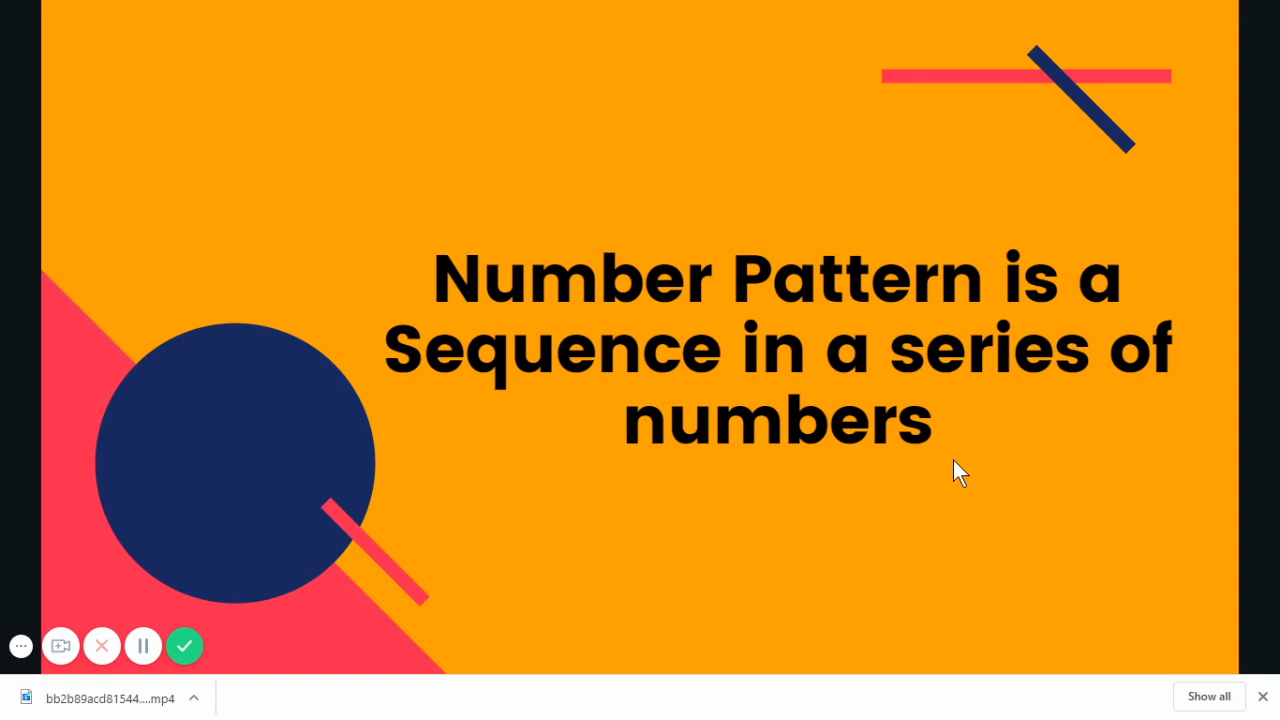 Number Pattern is a
Sequence in a series of
numbers
bb2b89acd81544....mp4
Show all